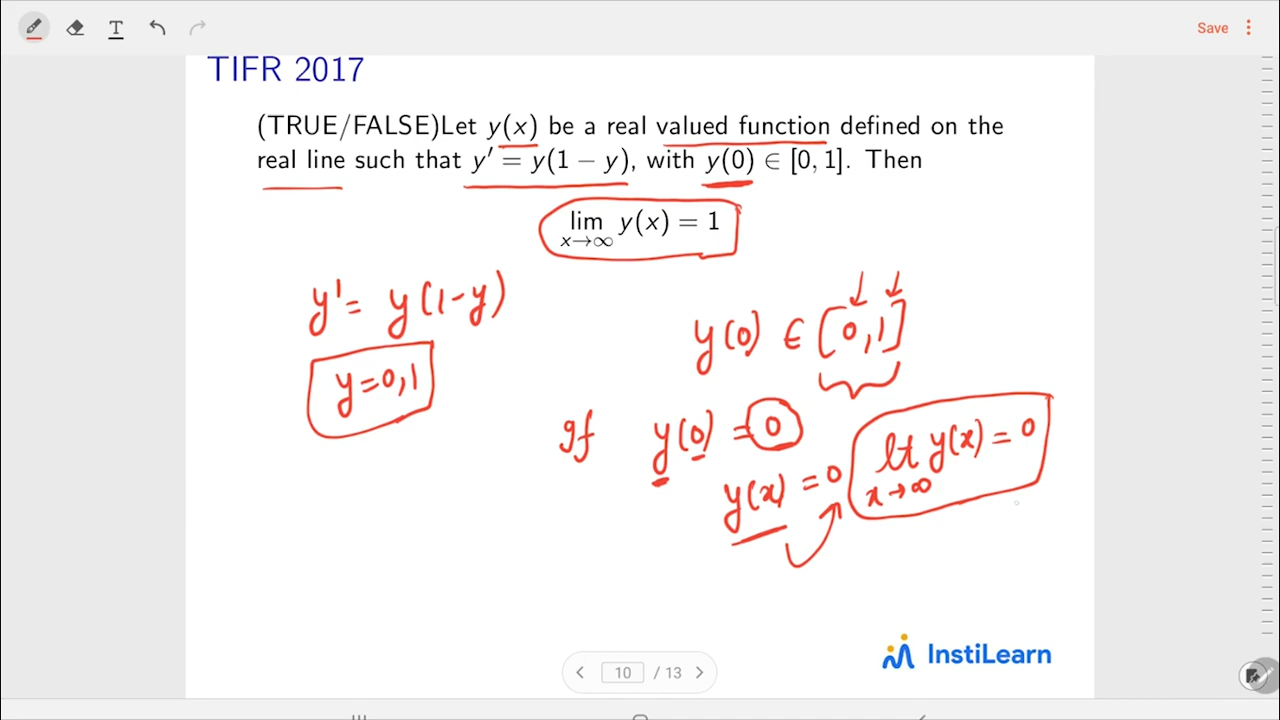 T
Save
TIFR 2017
(TRUE/FALSE)Let y(x) be a real valued function defined on the
real line such that y′ = y(1 − y), with y(0) ∈ [0, 1]. Then
lim y(x) = 1
x→∞
y' = y(1-y)
y=0,1
y(0) ∈ [0,1]
If y(0) = 0
y(x) = 0
lt y(x) = 0
x→∞
InstiLearn
10 / 13